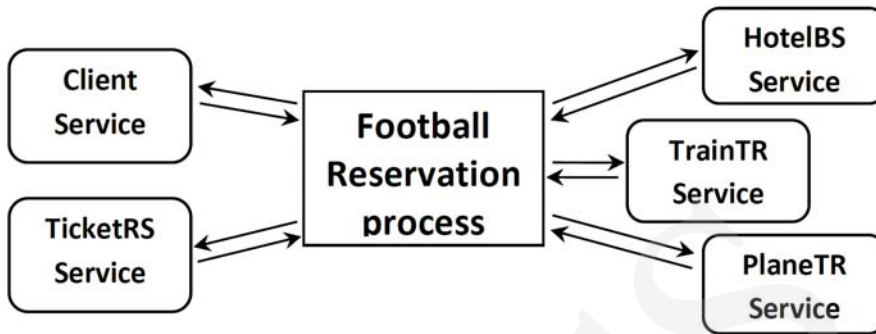 Client
Service
TicketRS
Service
Football
Reservation
process
HotelBS
Service
TrainTR
Service
PlaneTR
Service